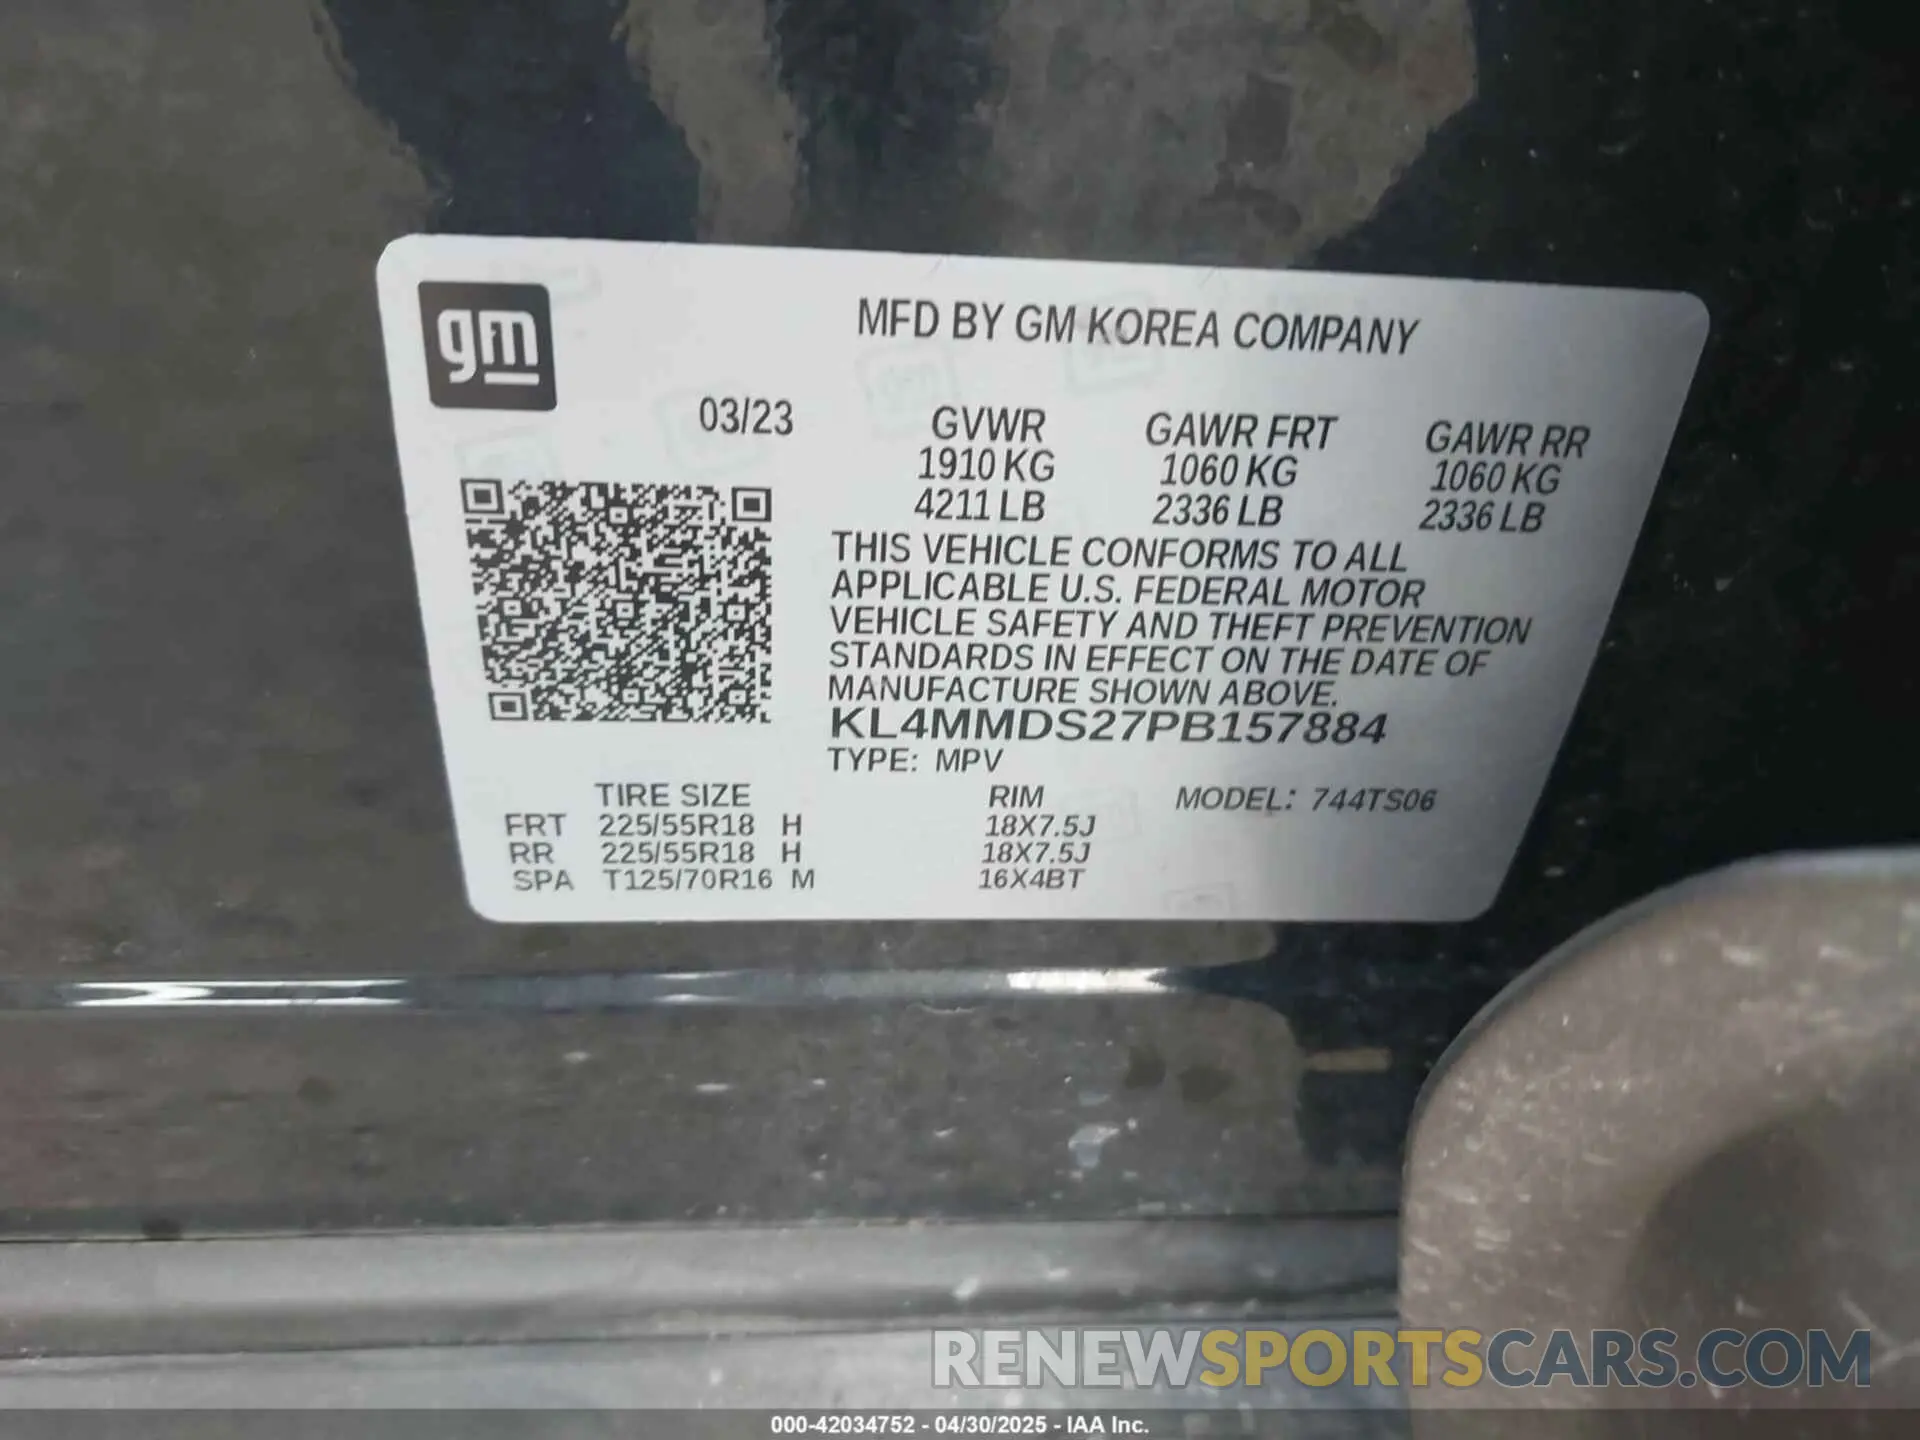 gm
MFD BY GM KOREA COMPANY
03/23 GVWR GAWR FRT GAWR RR
1910 KG 1060 KG 1060 KG
4211 LB 2336 LB 2336 LB
THIS VEHICLE CONFORMS TO ALL
APPLICABLE U.S. FEDERAL MOTOR
VEHICLE SAFETY AND THEFT PREVENTION
STANDARDS IN EFFECT ON THE DATE OF
MANUFACTURE SHOWN ABOVE.
KL4MMDS27PB157884
TYPE: MPV
TIRE SIZE RIM MODEL: 744TS06
FRT 225/55R18 H 18X7.5J
RR 225/55R18 H 18X7.5J
SPA T125/70R16 M 16X4BT
RENEWSPORTSCARS.COM
000-42034752 - 04/30/2025 - IAA Inc.